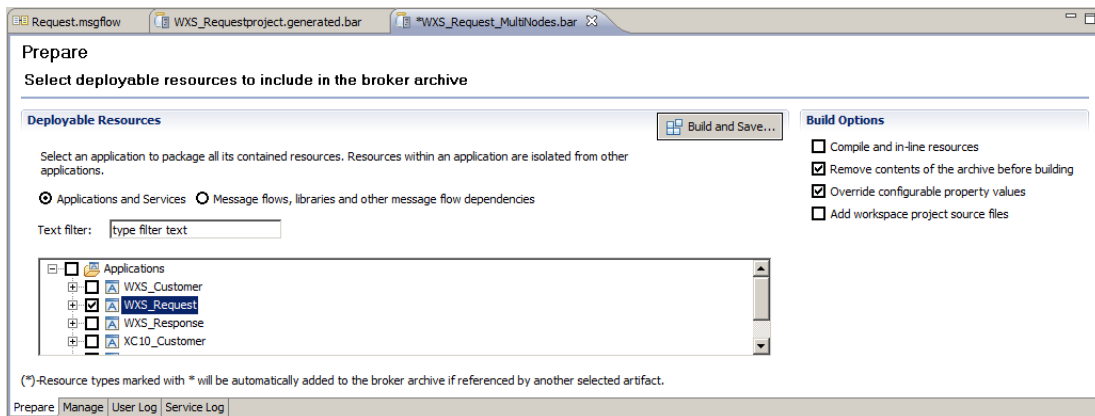 Request.msgflow WXS_Requestproject.generated.bar *WXS_Request_MultiNodes.bar
Prepare
Select deployable resources to include in the broker archive
Deployable Resources
Build and Save...
Select an application to package all its contained resources. Resources within an application are isolated from other
applications.
Applications and Services Message flows, libraries and other message flow dependencies
Text filter: type filter text
Applications
WXS_Customer
WXS_Request
WXS_Response
XC10_Customer
(*)-Resource types marked with * will be automatically added to the broker archive if referenced by another selected artifact.
Build Options
Compile and in-line resources
Remove contents of the archive before building
Override configurable property values
Add workspace project source files
Prepare Manage User Log Service Log